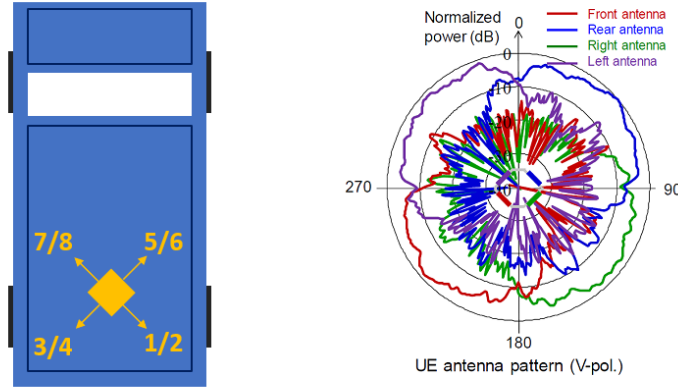 7/8 5/6
3/4 1/2
Normalized
power (dB)
0
Front antenna
Rear antenna
Right antenna
Left antenna
0
-10
270
90
180
UE antenna pattern (V-pol.)